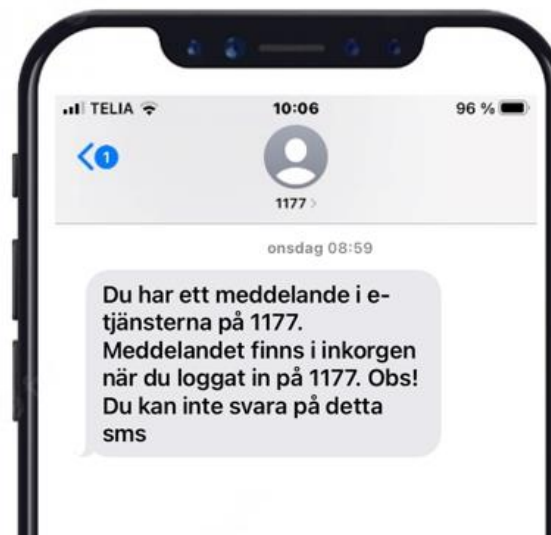 TELIA 10:06 96 %
1
1177
onsdag 08:59
Du har ett meddelande i e-
tjänsterna på 1177.
Meddelandet finns i inkorgen
när du loggat in på 1177. Obs!
Du kan inte svara på detta
sms